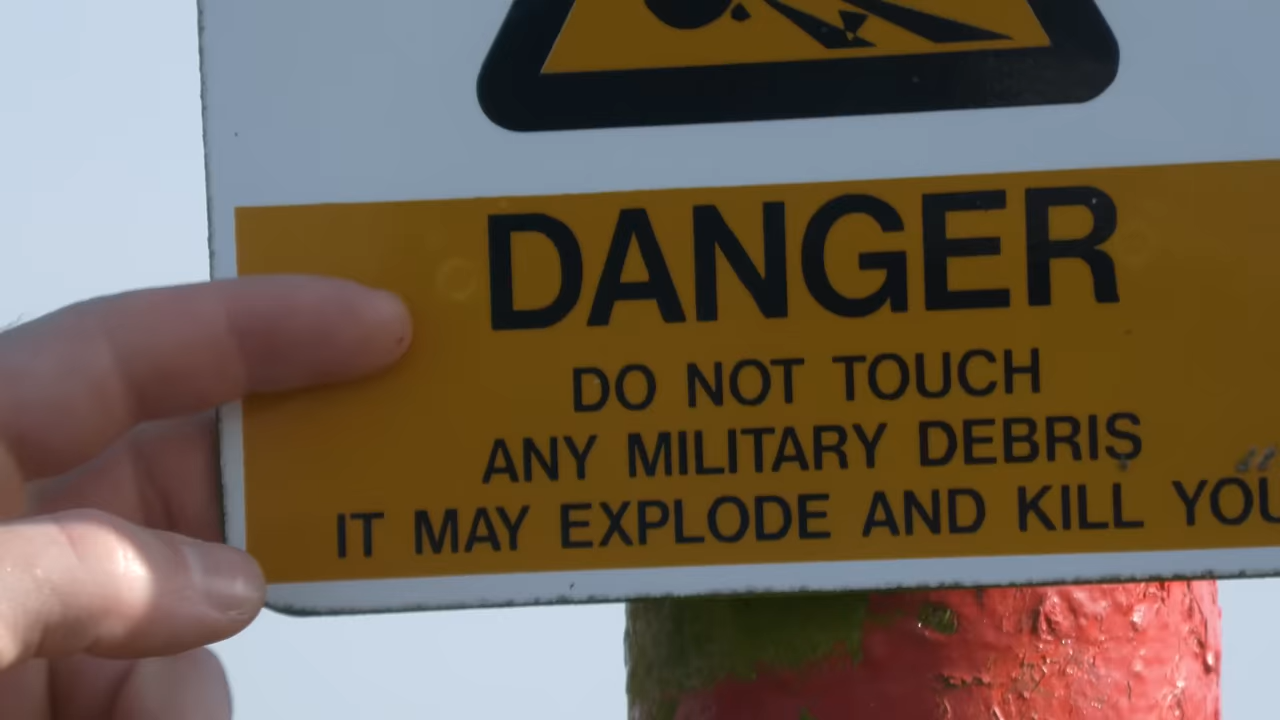 DANGER
DO NOT TOUCH
ANY MILITARY DEBRIS
IT MAY EXPLODE AND KILL YOU